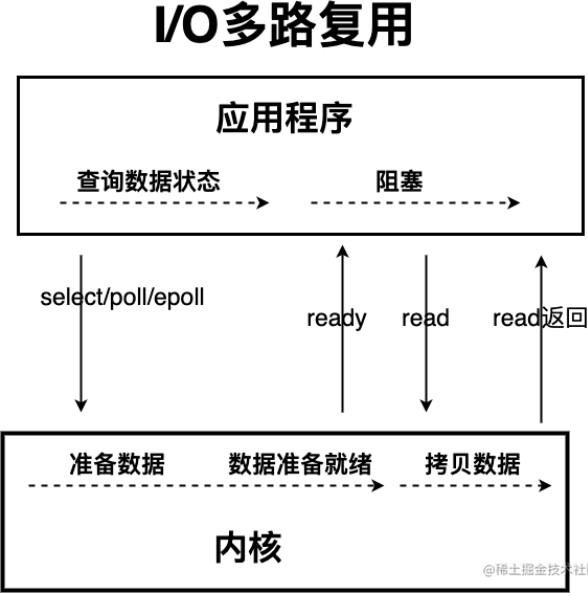 I/O多路复用
应用程序
查询数据状态 阻塞
select/poll/epoll
ready read read返回
准备数据 数据准备就绪 拷贝数据
内核
@稀土掘金技术社区